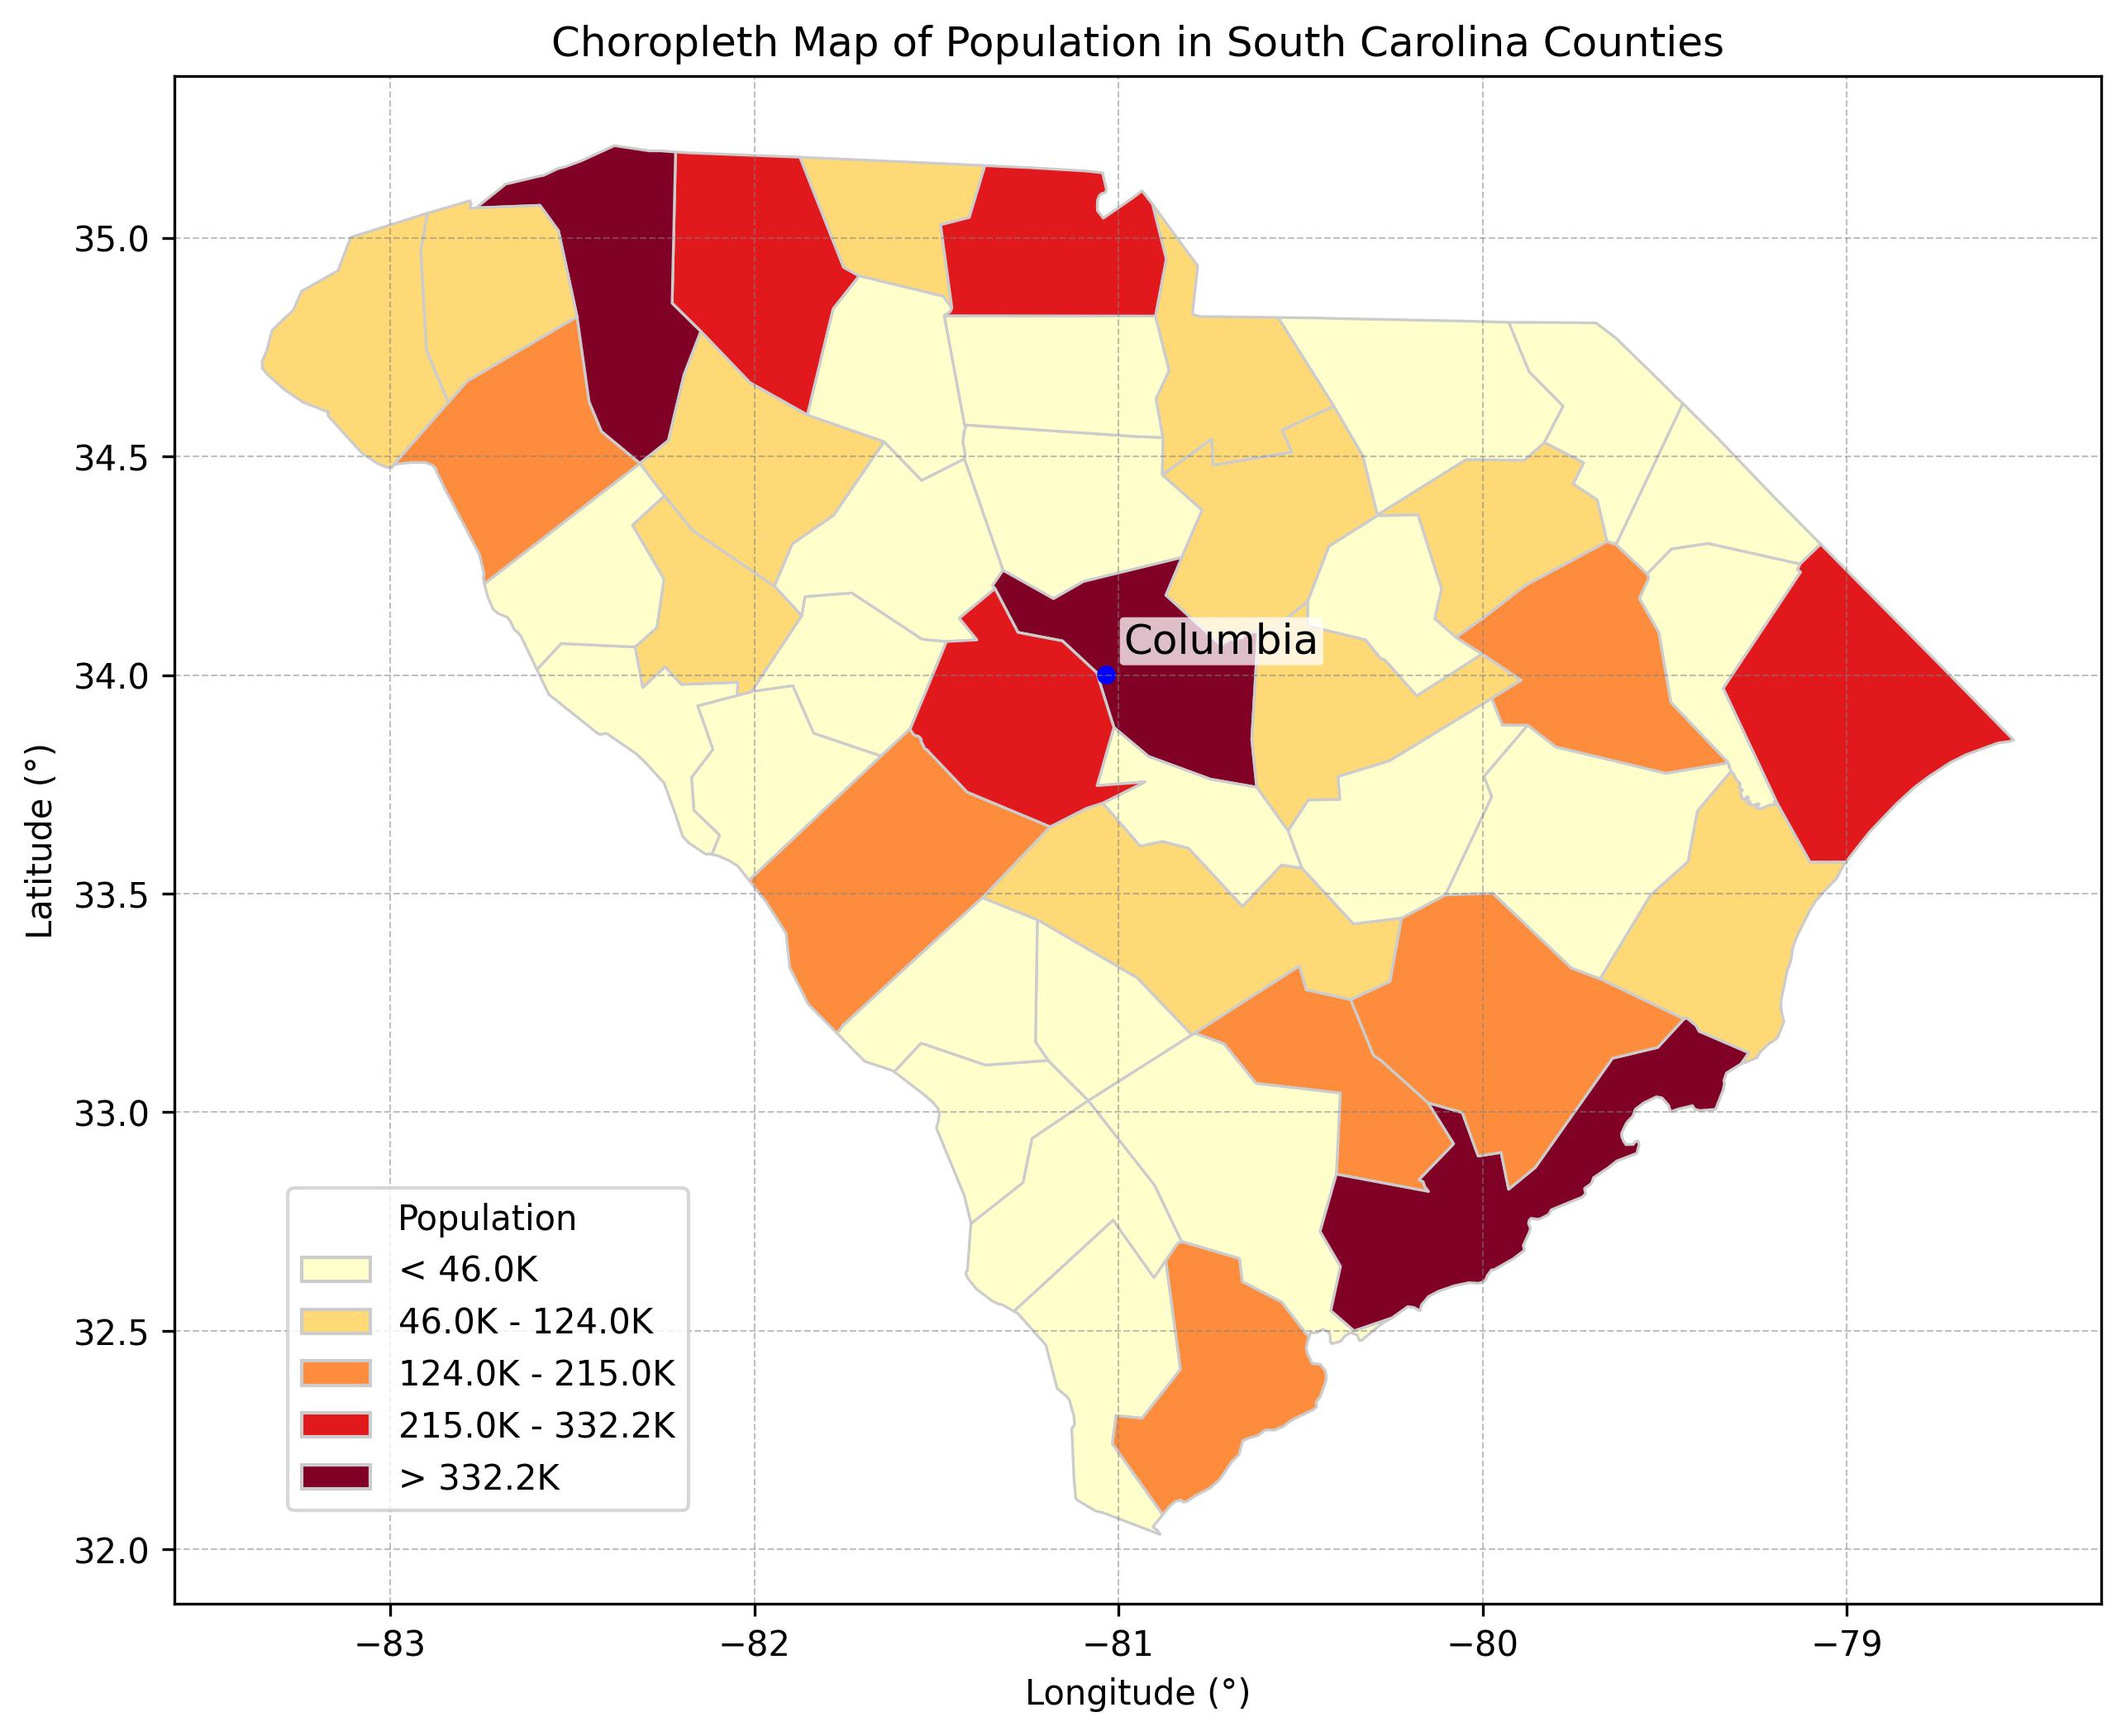 Choropleth Map of Population in South Carolina Counties
35.0
34.5
34.0
33.5
33.0
32.5
32.0
Latitude (°)
Columbia
Population
< 46.0K
46.0K - 124.0K
124.0K - 215.0K
215.0K - 332.2K
> 332.2K
−83
−82
−81
−80
−79
Longitude (°)